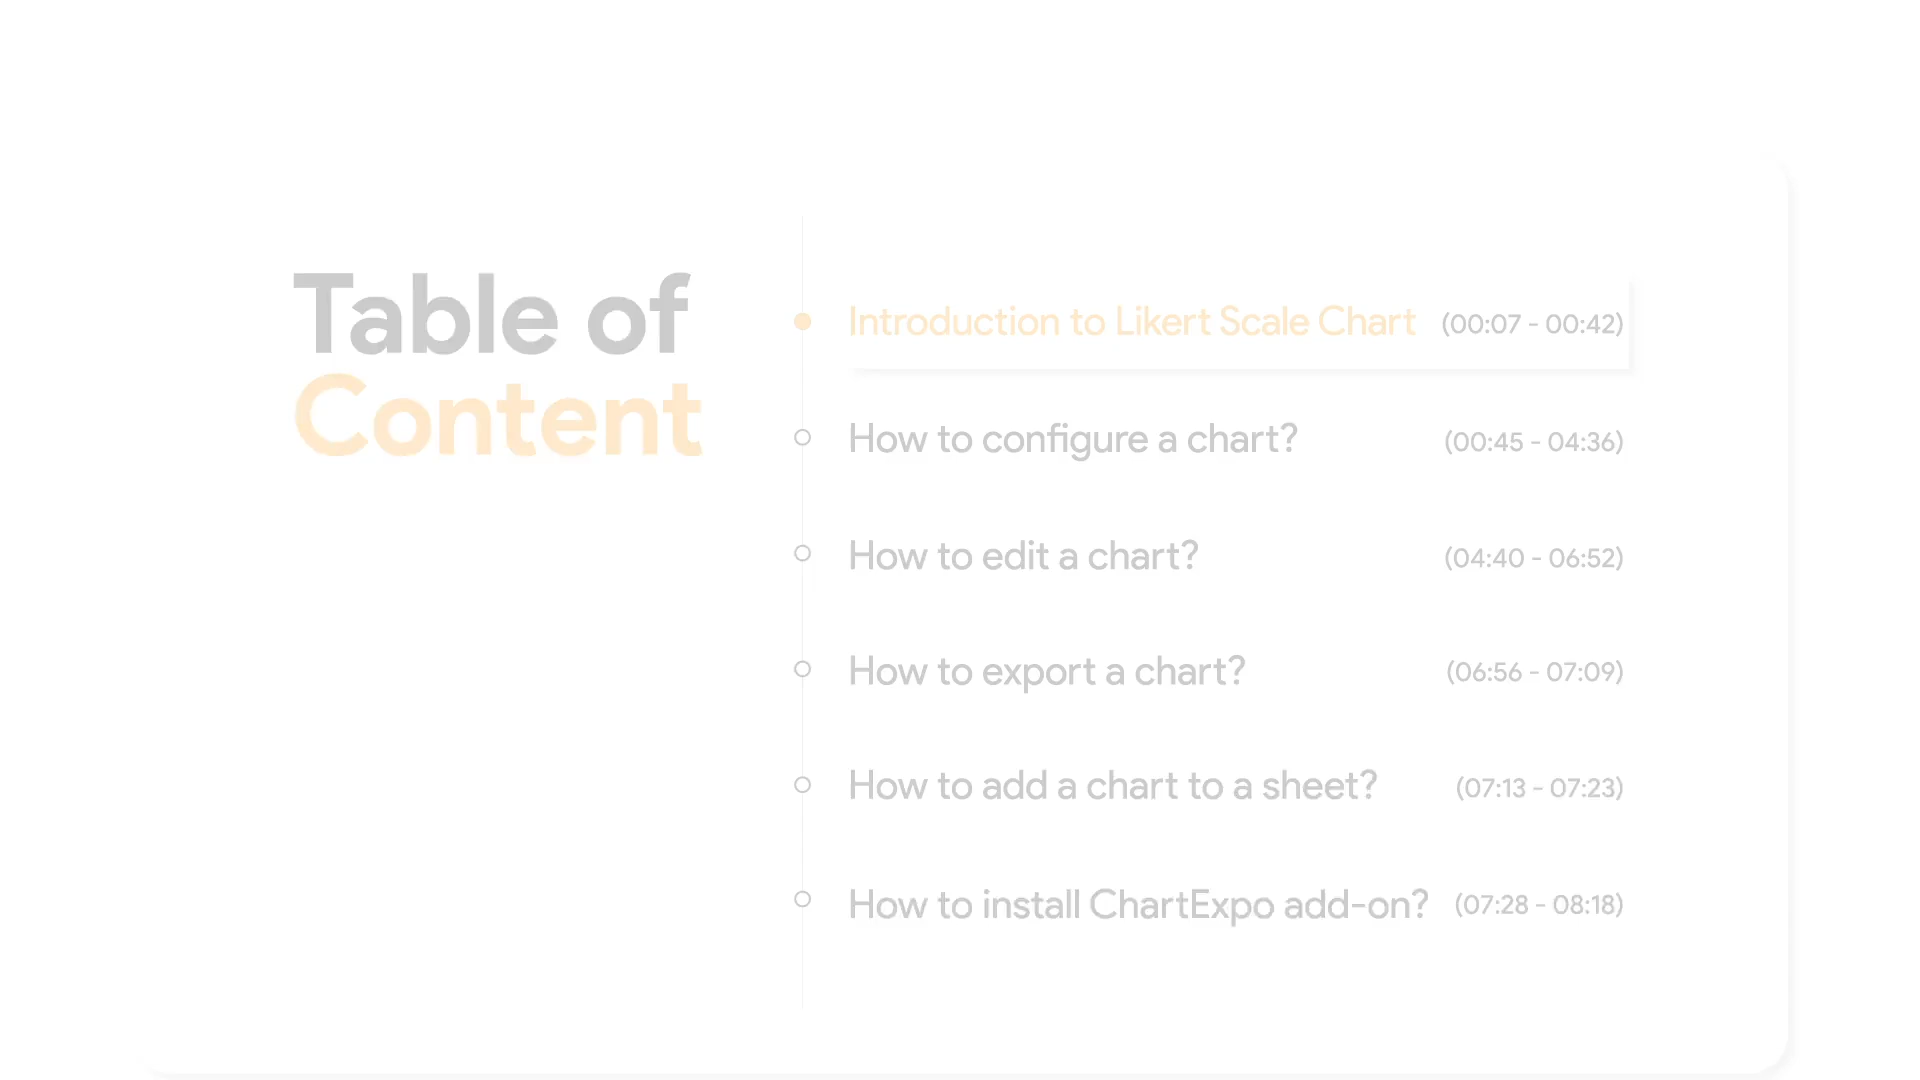 Table of
Content
Introduction to Likert Scale Chart (00:07 - 00:42)
How to configure a chart? (00:45 - 04:36)
How to edit a chart? (04:40 - 06:52)
How to export a chart? (06:56 - 07:09)
How to add a chart to a sheet? (07:13 - 07:23)
How to install ChartExpo add-on? (07:28 - 08:18)